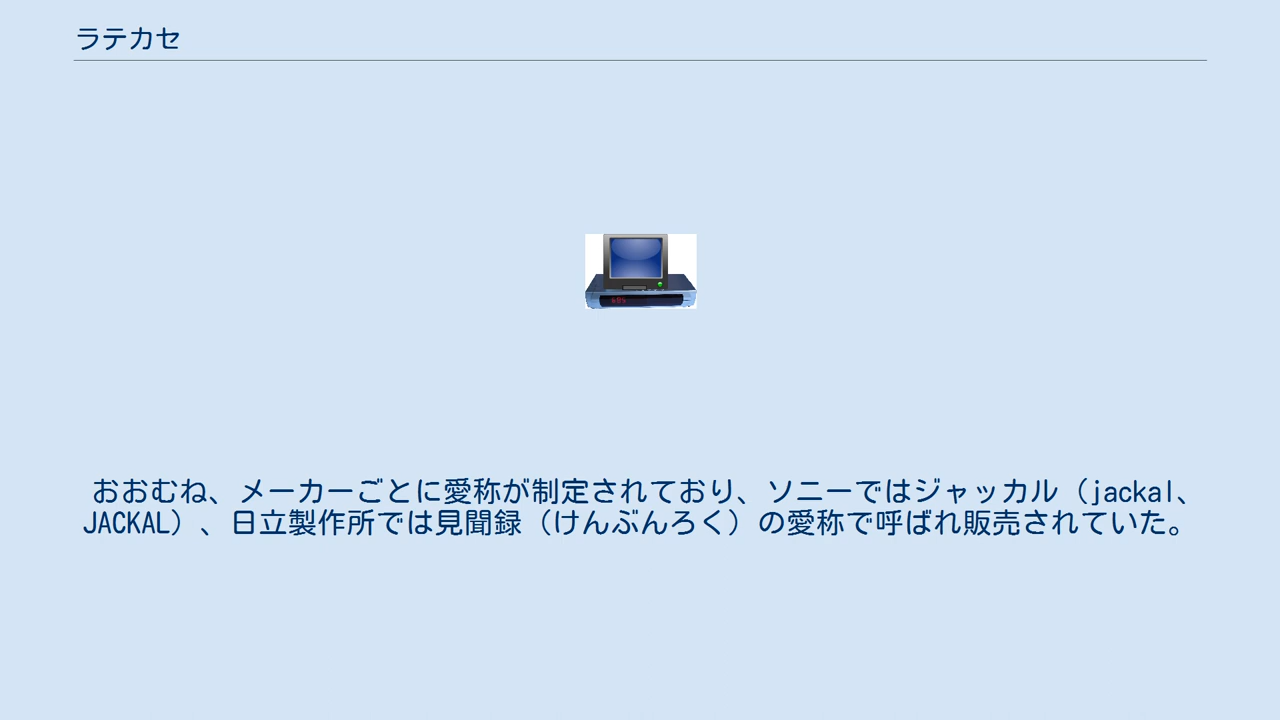 ラテカセ
おおむね、メーカーごとに愛称が制定されており、ソニーではジャッカル（jackal、
JACKAL）、日立製作所では見聞録（けんぶんろく）の愛称で呼ばれ販売されていた。